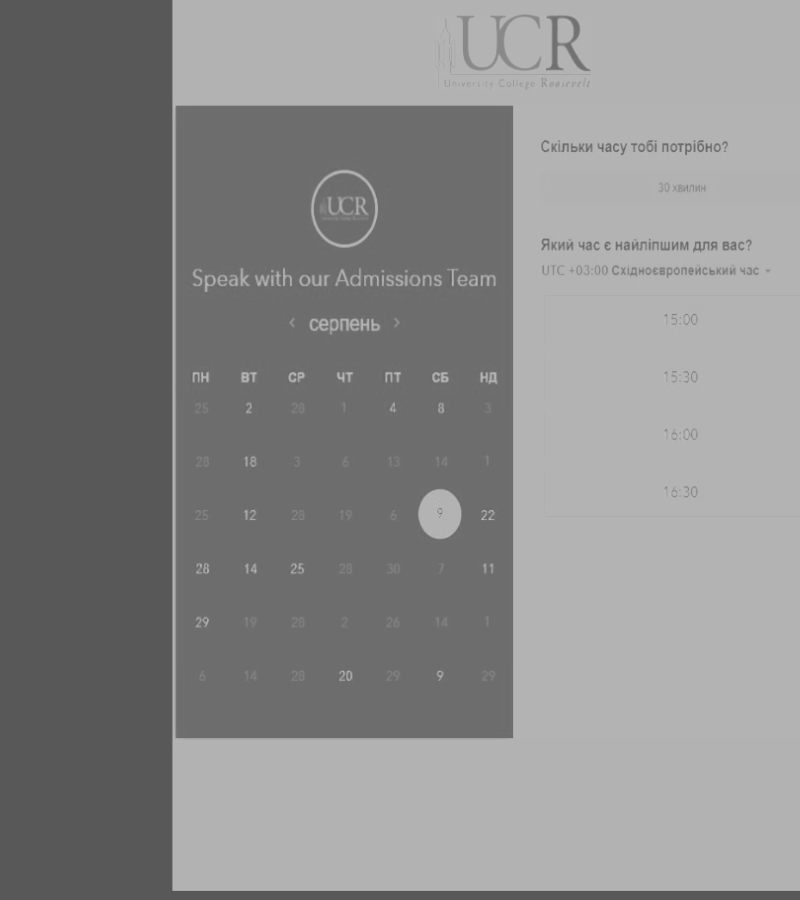 UCR
University College Roosevelt
UCR
Speak with our Admissions Team
‹ серпень ›
ПН ВТ СР ЧТ ПТ СБ НД
25 2 28 1 4 8 3
28 18 3 6 13 14 1
25 12 28 19 6 9 22
28 14 25 28 30 7 11
29 19 28 2 26 14 1
6 14 28 20 29 9 29
Скільки часу тобі потрібно?
30 хвилин
Який час є найліпшим для вас?
UTC +03:00 Східноєвропейський час
15:00
15:30
16:00
16:30